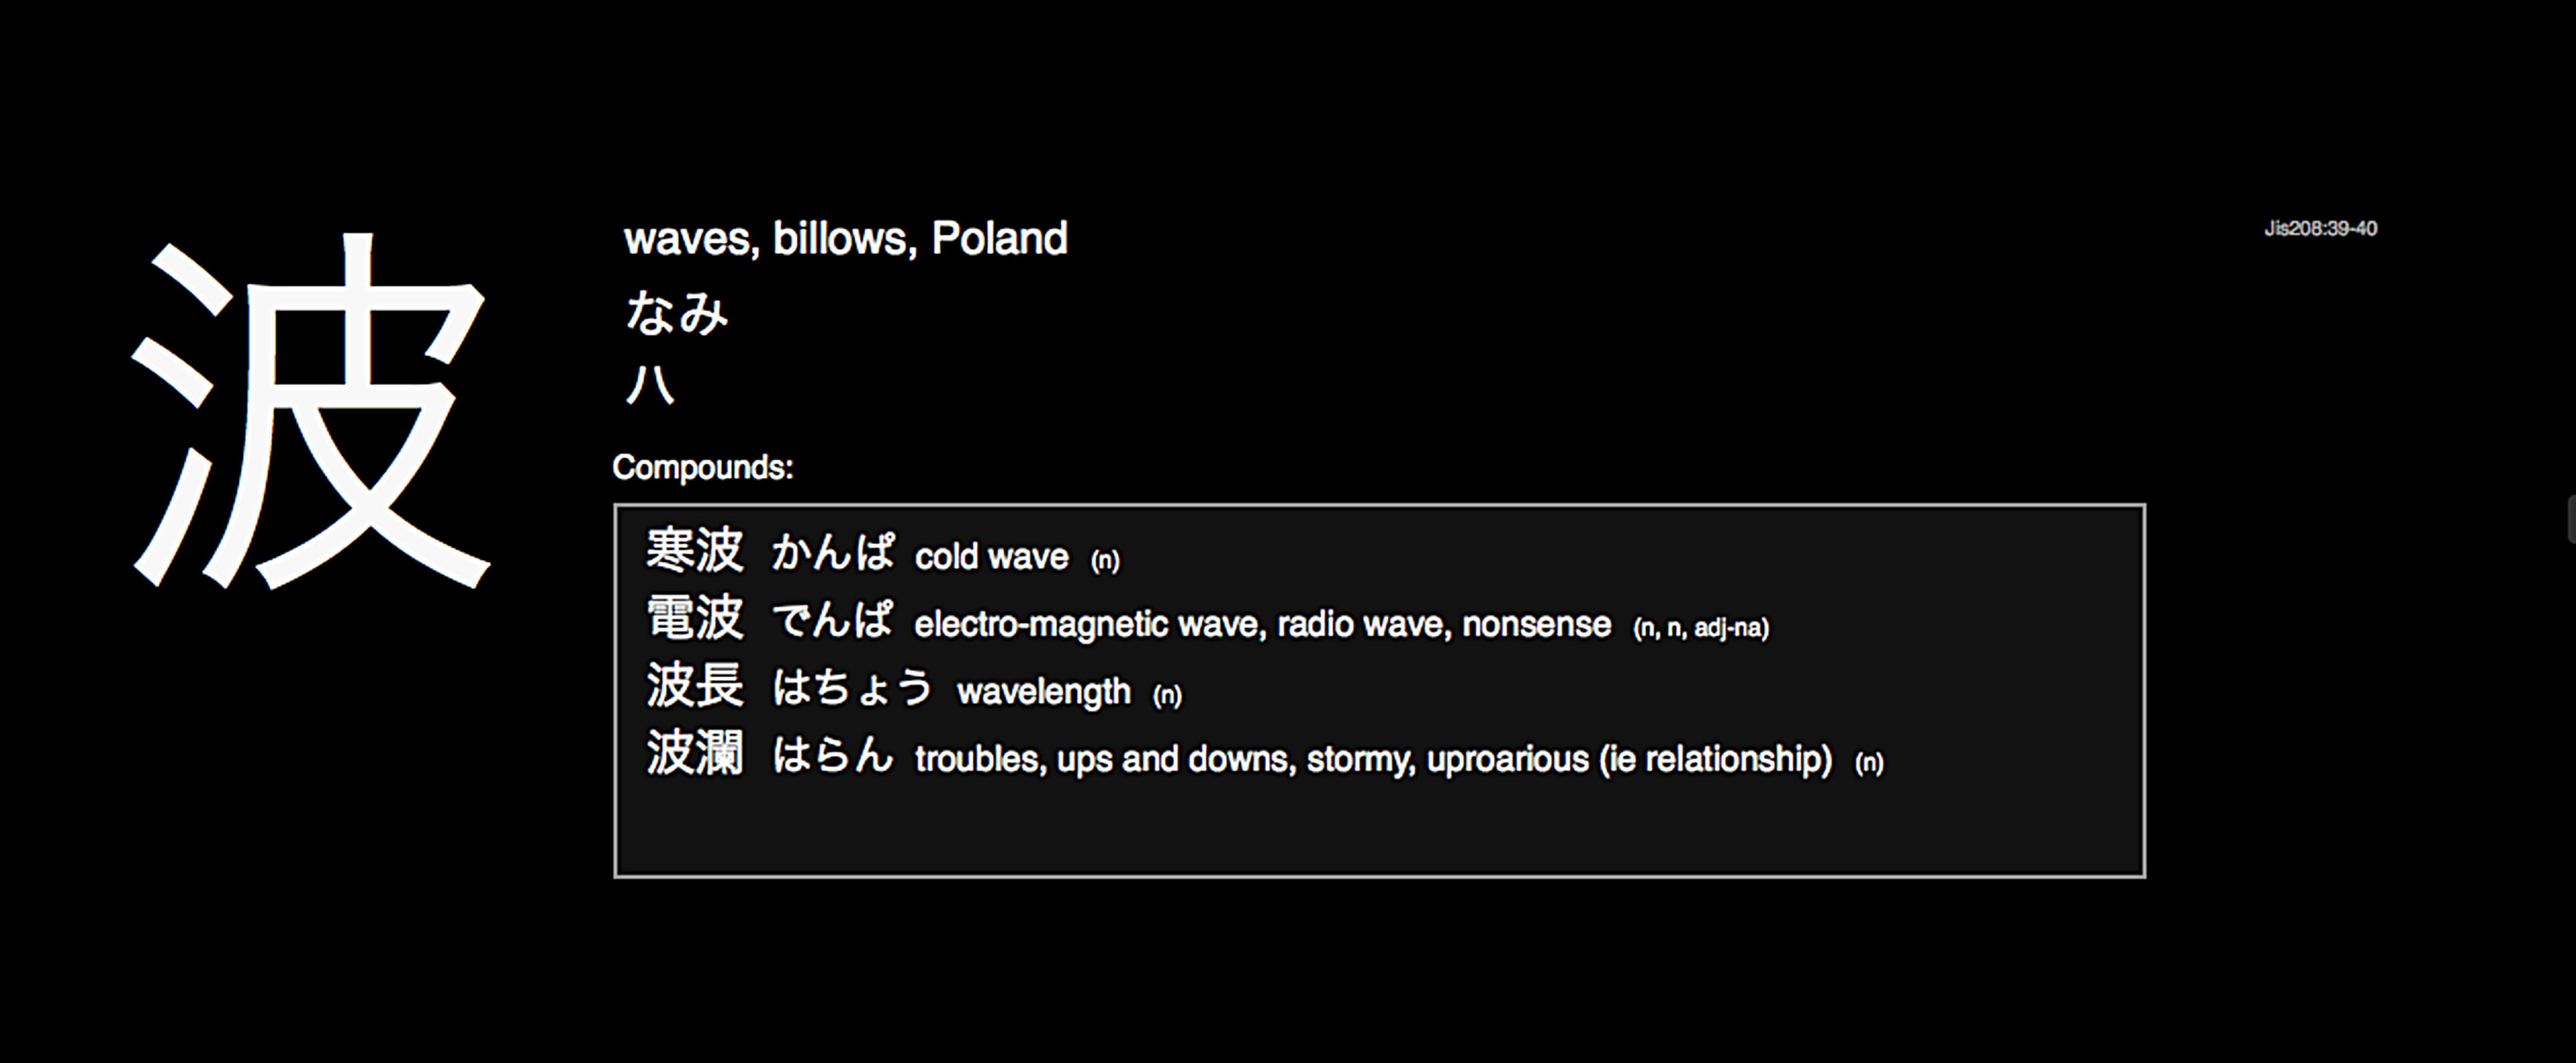 波
waves, billows, Poland
なみ
ハ
Jis208:39-40
Compounds:
寒波 かんぱ cold wave (n)
電波 でんぱ electro-magnetic wave, radio wave, nonsense (n, n, adj-na)
波長 はちょう wavelength (n)
波瀾 はらん troubles, ups and downs, stormy, uproarious (ie relationship) (n)